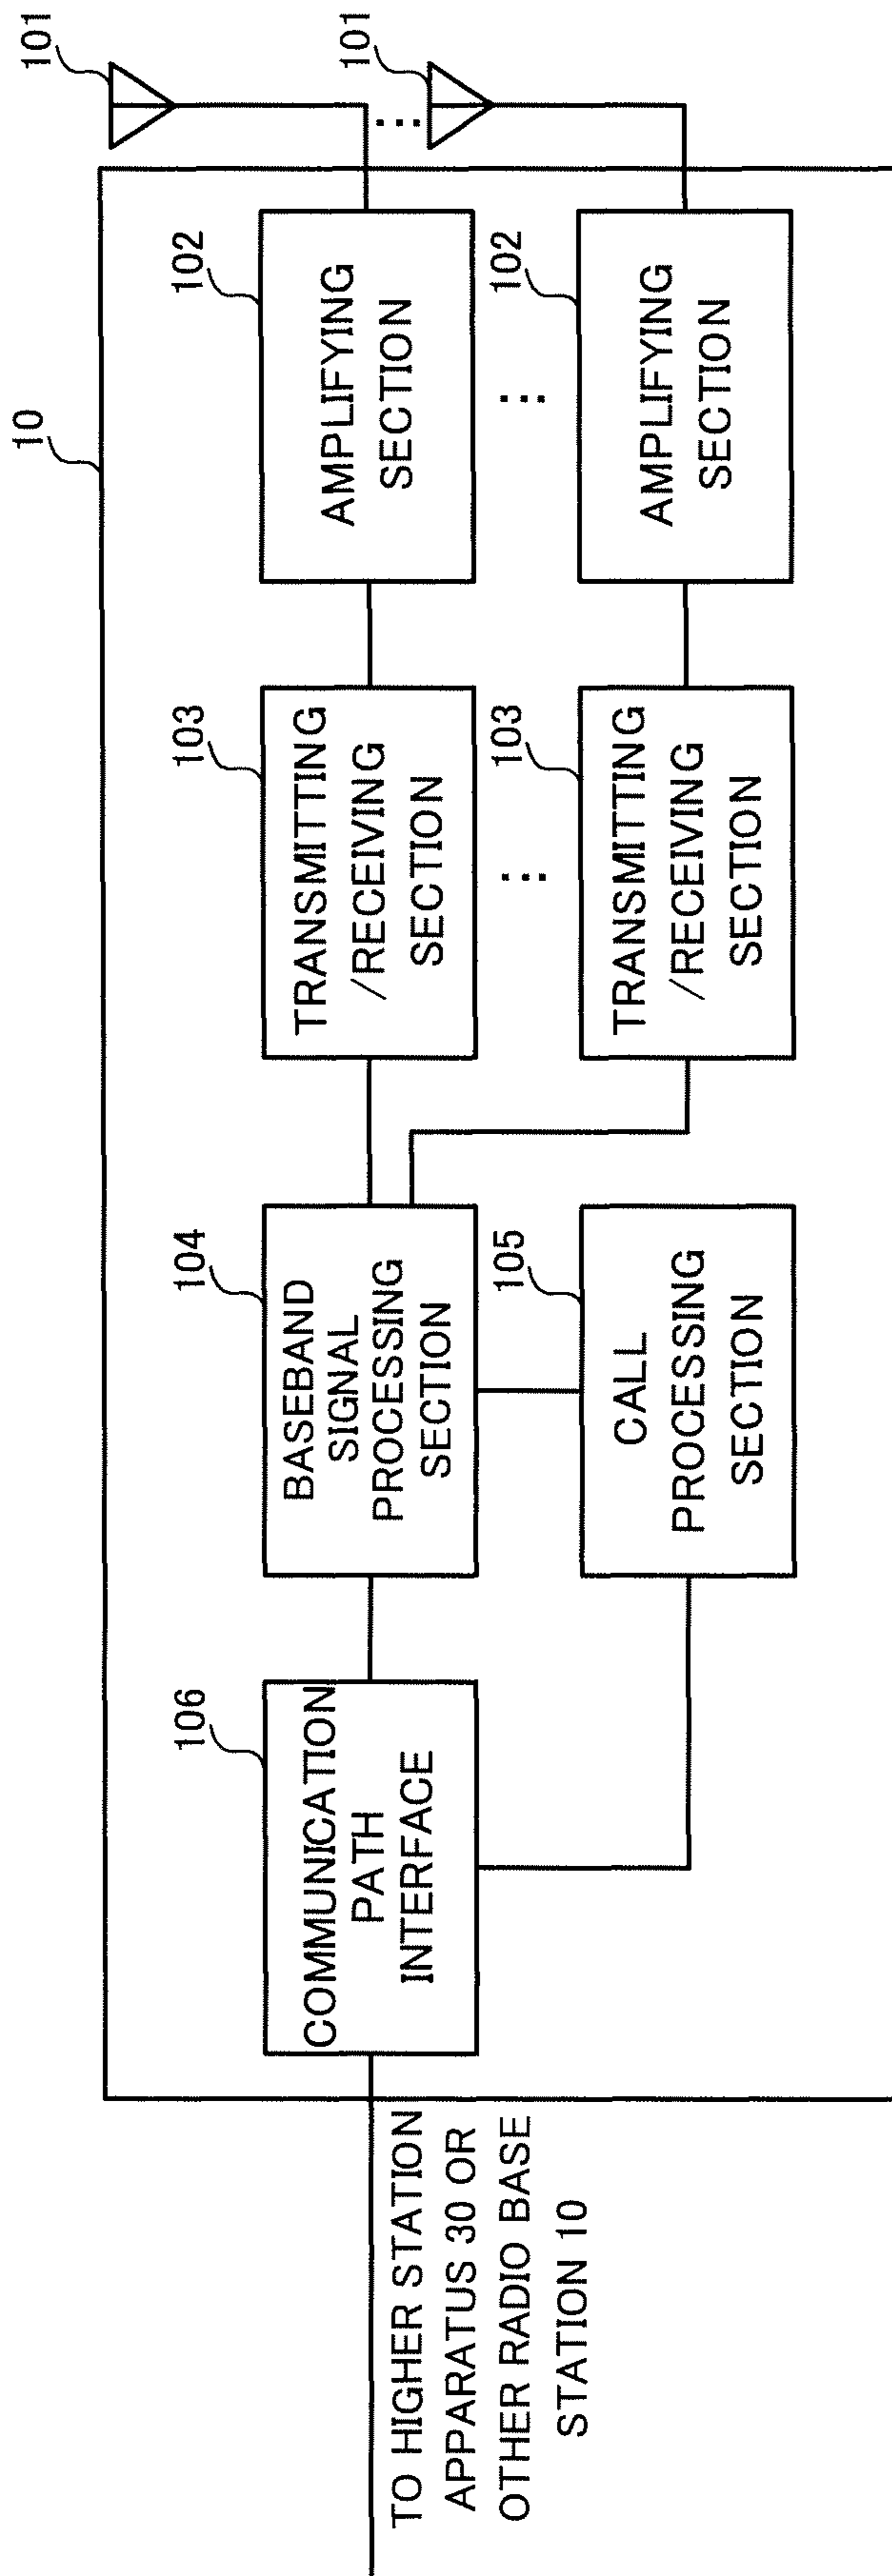 10
101
101
TO HIGHER STATION
APPARATUS 30 OR
OTHER RADIO BASE
STATION 10
106
COMMUNICATION
PATH
INTERFACE
104
BASEBAND
SIGNAL
PROCESSING
SECTION
105
CALL
PROCESSING
SECTION
103
TRANSMITTING
/RECEIVING
SECTION
103
TRANSMITTING
/RECEIVING
SECTION
102
AMPLIFYING
SECTION
102
AMPLIFYING
SECTION